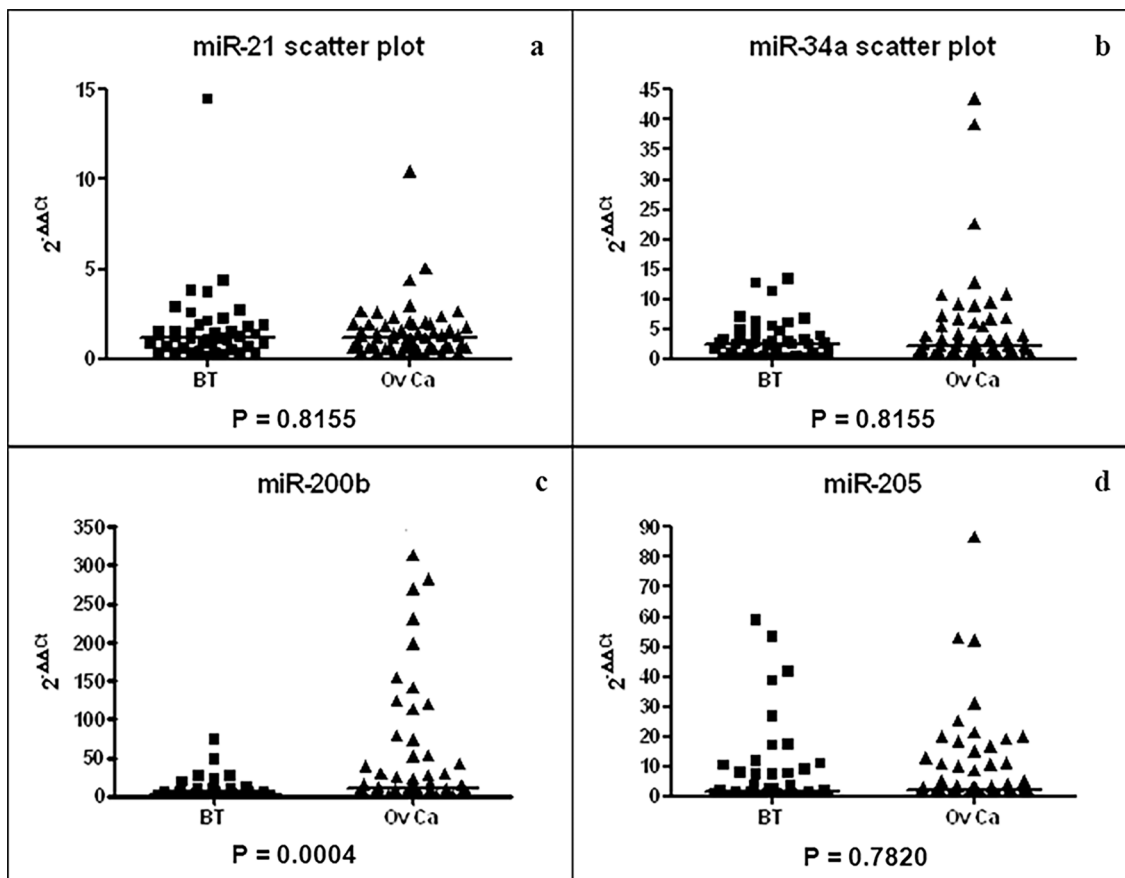 miR-21 scatter plot
a
15
10
5
0
2^-ΔΔCt
BT
Ov Ca
P = 0.8155
miR-34a scatter plot
b
45
40
35
30
25
20
15
10
5
0
2^-ΔΔCt
BT
Ov Ca
P = 0.8155
miR-200b
c
350
300
250
200
150
100
50
0
2^-ΔΔCt
BT
Ov Ca
P = 0.0004
miR-205
d
90
80
70
60
50
40
30
20
10
0
2^-ΔΔCt
BT
Ov Ca
P = 0.7820